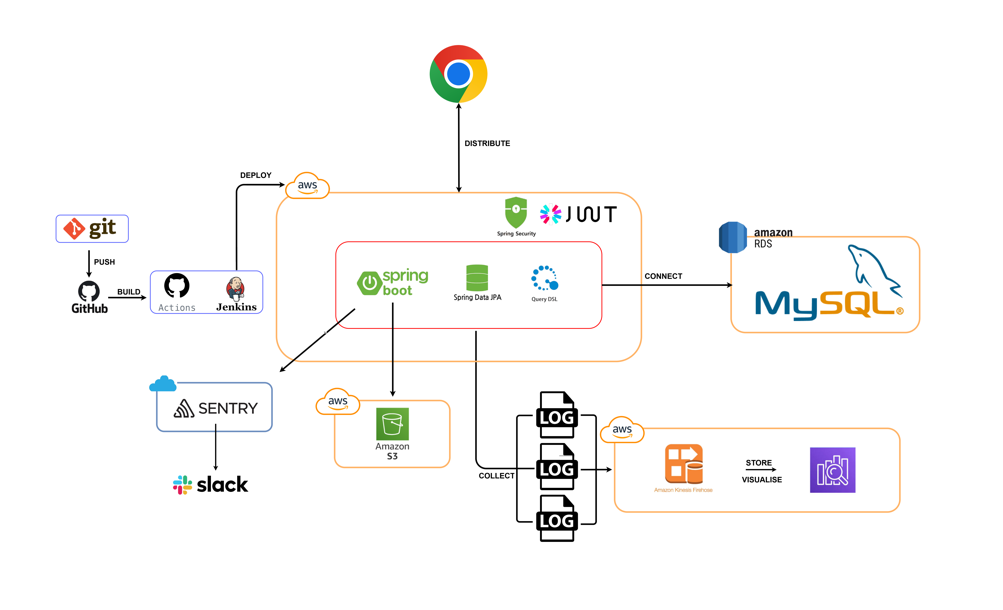 DISTRIBUTE
DEPLOY
aws
Spring Security
JWT
git
PUSH
GitHub
BUILD
Actions
Jenkins
spring
boot
Spring Data JPA
Query DSL
CONNECT
amazon
RDS
MySQL®
SENTRY
slack
aws
Amazon
S3
COLLECT
LOG
LOG
LOG
aws
Amazon Kinesis Firehose
STORE
VISUALISE